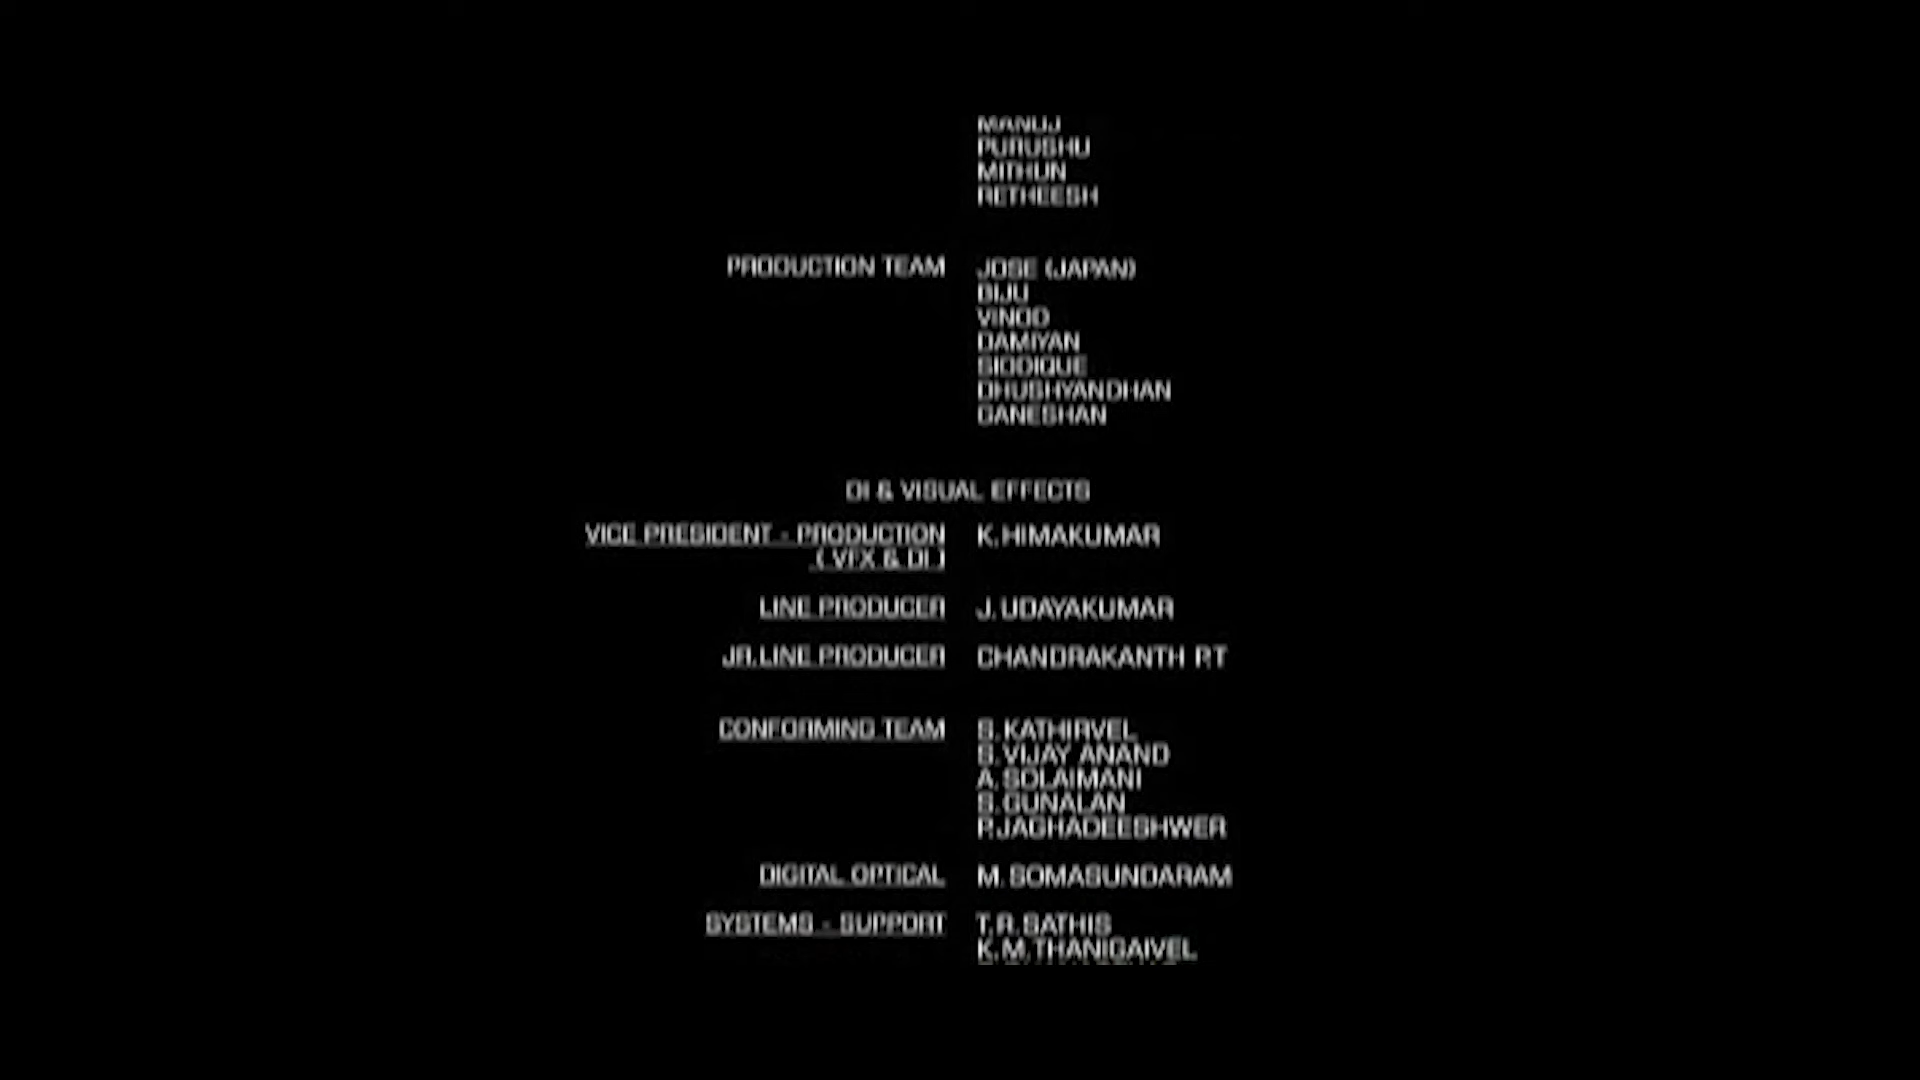 MANUJ
PURUSHU
MITHUN
RETHEESH
PRODUCTION TEAM JOSE (JAPAN)
BIJU
VINOD
DAMIYAN
SIDDIQUE
DHUSHYANDHAN
GANESHAN
DI & VISUAL EFFECTS
VICE PRESIDENT - PRODUCTION K.HIMAKUMAR
( VFX & DI )
LINE PRODUCER J. UDAYAKUMAR
JR.LINE PRODUCER CHANDRAKANTH P.T
CONFORMING TEAM S.KATHIRVEL
S.VIJAY ANAND
A.SOLAIMANI
S.GUNALAN
P.JAGHADEESHWER
DIGITAL OPTICAL M.SOMASUNDARAM
SYSTEMS - SUPPORT T.R.SATHIS
K.M.THANIGAIVEL